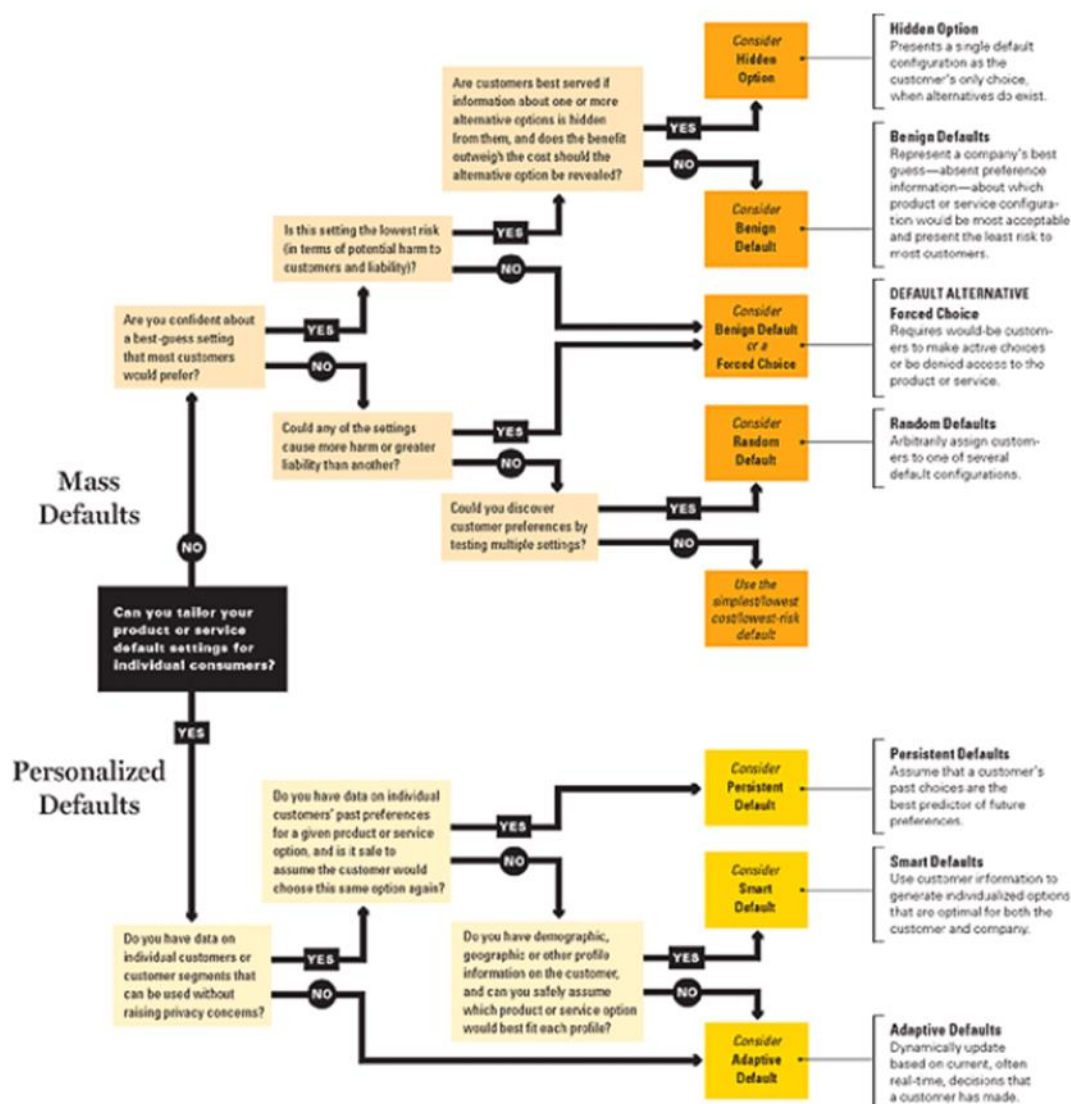 Consider
Hidden
Option
Hidden Option
Presents a single default
configuration as the
customer's only choice,
when alternatives do exist.
Are customers best served if
information about one or more
alternative options is hidden
from them, and does the benefit
outweigh the cost should the
alternative option be revealed?
YES
NO
Benign Defaults
Represent a company's best
guess—absent preference
information—about which
product or service configura-
tion would be most acceptable
and present the least risk to
most customers.
Consider
Benign
Default
Is this setting the lowest risk
(in terms of potential harm to
customers and liability)?
YES
NO
DEFAULT ALTERNATIVE
Forced Choice
Requires would-be custom-
ers to make active choices
or be denied access to the
product or service.
Consider
Benign Default
or a
Forced Choice
Are you confident about
a best-guess setting
that most customers
would prefer?
YES
NO
Could any of the settings
cause more harm or greater
liability than another?
YES
NO
Consider
Random
Default
Random Defaults
Arbitrarily assign custom-
ers to one of several
default configurations.
Could you discover
customer preferences by
testing multiple settings?
YES
NO
Mass
Defaults
NO
Use the
simplest/lowest
cost/lowest-risk
default
Can you tailor your
product or service
default settings for
individual consumers?
YES
Personalized
Defaults
Do you have data on individual
customers' past preferences
for a given product or service
option, and is it safe to
assume the customer would
choose this same option again?
YES
NO
Consider
Persistent
Default
Persistent Defaults
Assume that a customer's
past choices are the
best predictor of future
preferences.
Consider
Smart
Default
Smart Defaults
Use customer information to
generate individualized options
that are optimal for both the
customer and company.
Do you have data on
individual customers or
customer segments that
can be used without
raising privacy concerns?
YES
NO
Do you have demographic,
geographic or other profile
information on the customer,
and can you safely assume
which product or service option
would best fit each profile?
YES
NO
Consider
Adaptive
Default
Adaptive Defaults
Dynamically update
based on current, often
real-time, decisions that
a customer has made.